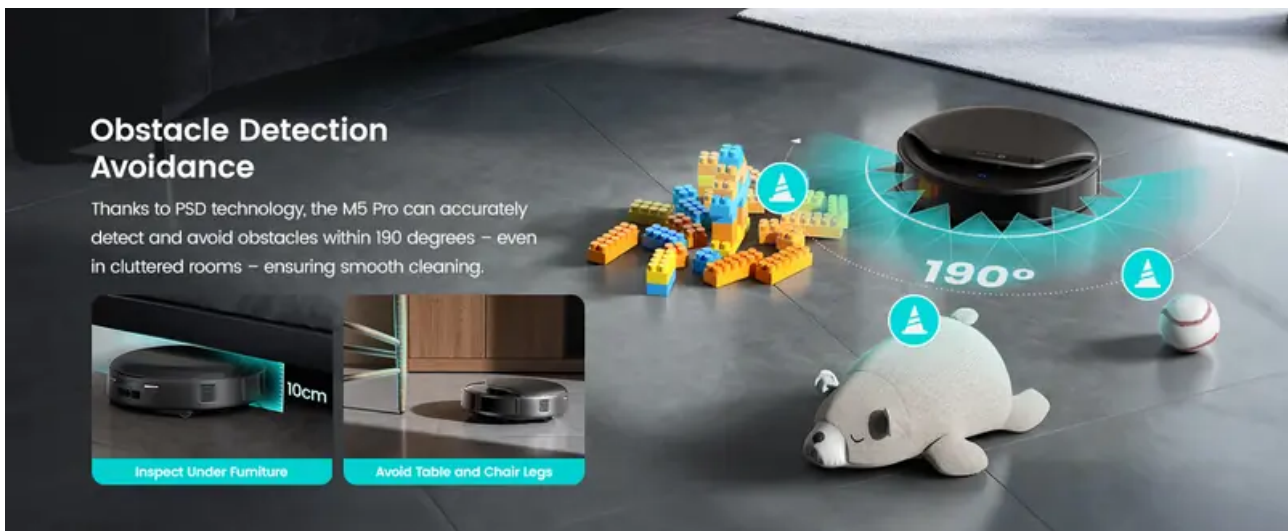 Obstacle Detection
Avoidance
Thanks to PSD technology, the M5 Pro can accurately
detect and avoid obstacles within 190 degrees – even
in cluttered rooms – ensuring smooth cleaning.
190°
10cm
Inspect Under Furniture
Avoid Table and Chair Legs